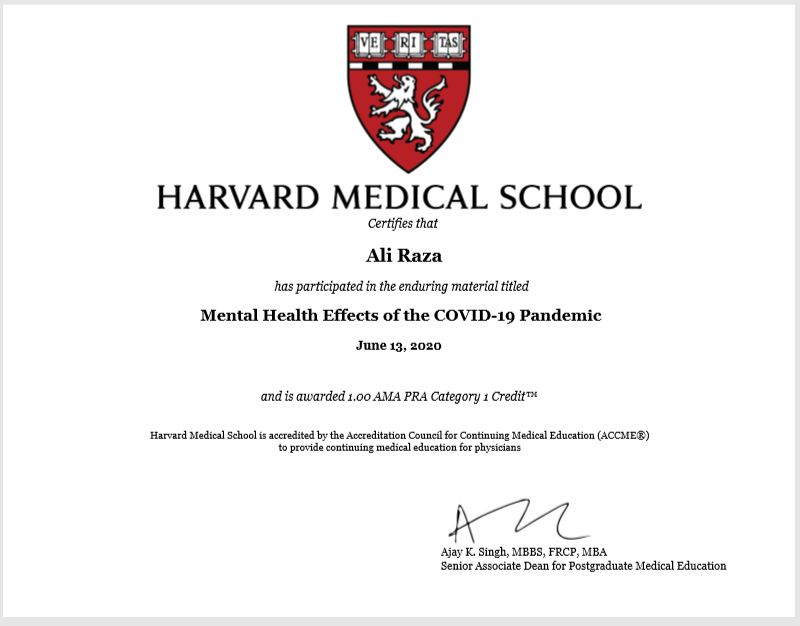 VE RI TAS
HARVARD MEDICAL SCHOOL
Certifies that
Ali Raza
has participated in the enduring material titled
Mental Health Effects of the COVID-19 Pandemic
June 13, 2020
and is awarded 1.00 AMA PRA Category 1 Credit™
Harvard Medical School is accredited by the Accreditation Council for Continuing Medical Education (ACCME®)
to provide continuing medical education for physicians
Ajay K. Singh, MBBS, FRCP, MBA
Senior Associate Dean for Postgraduate Medical Education